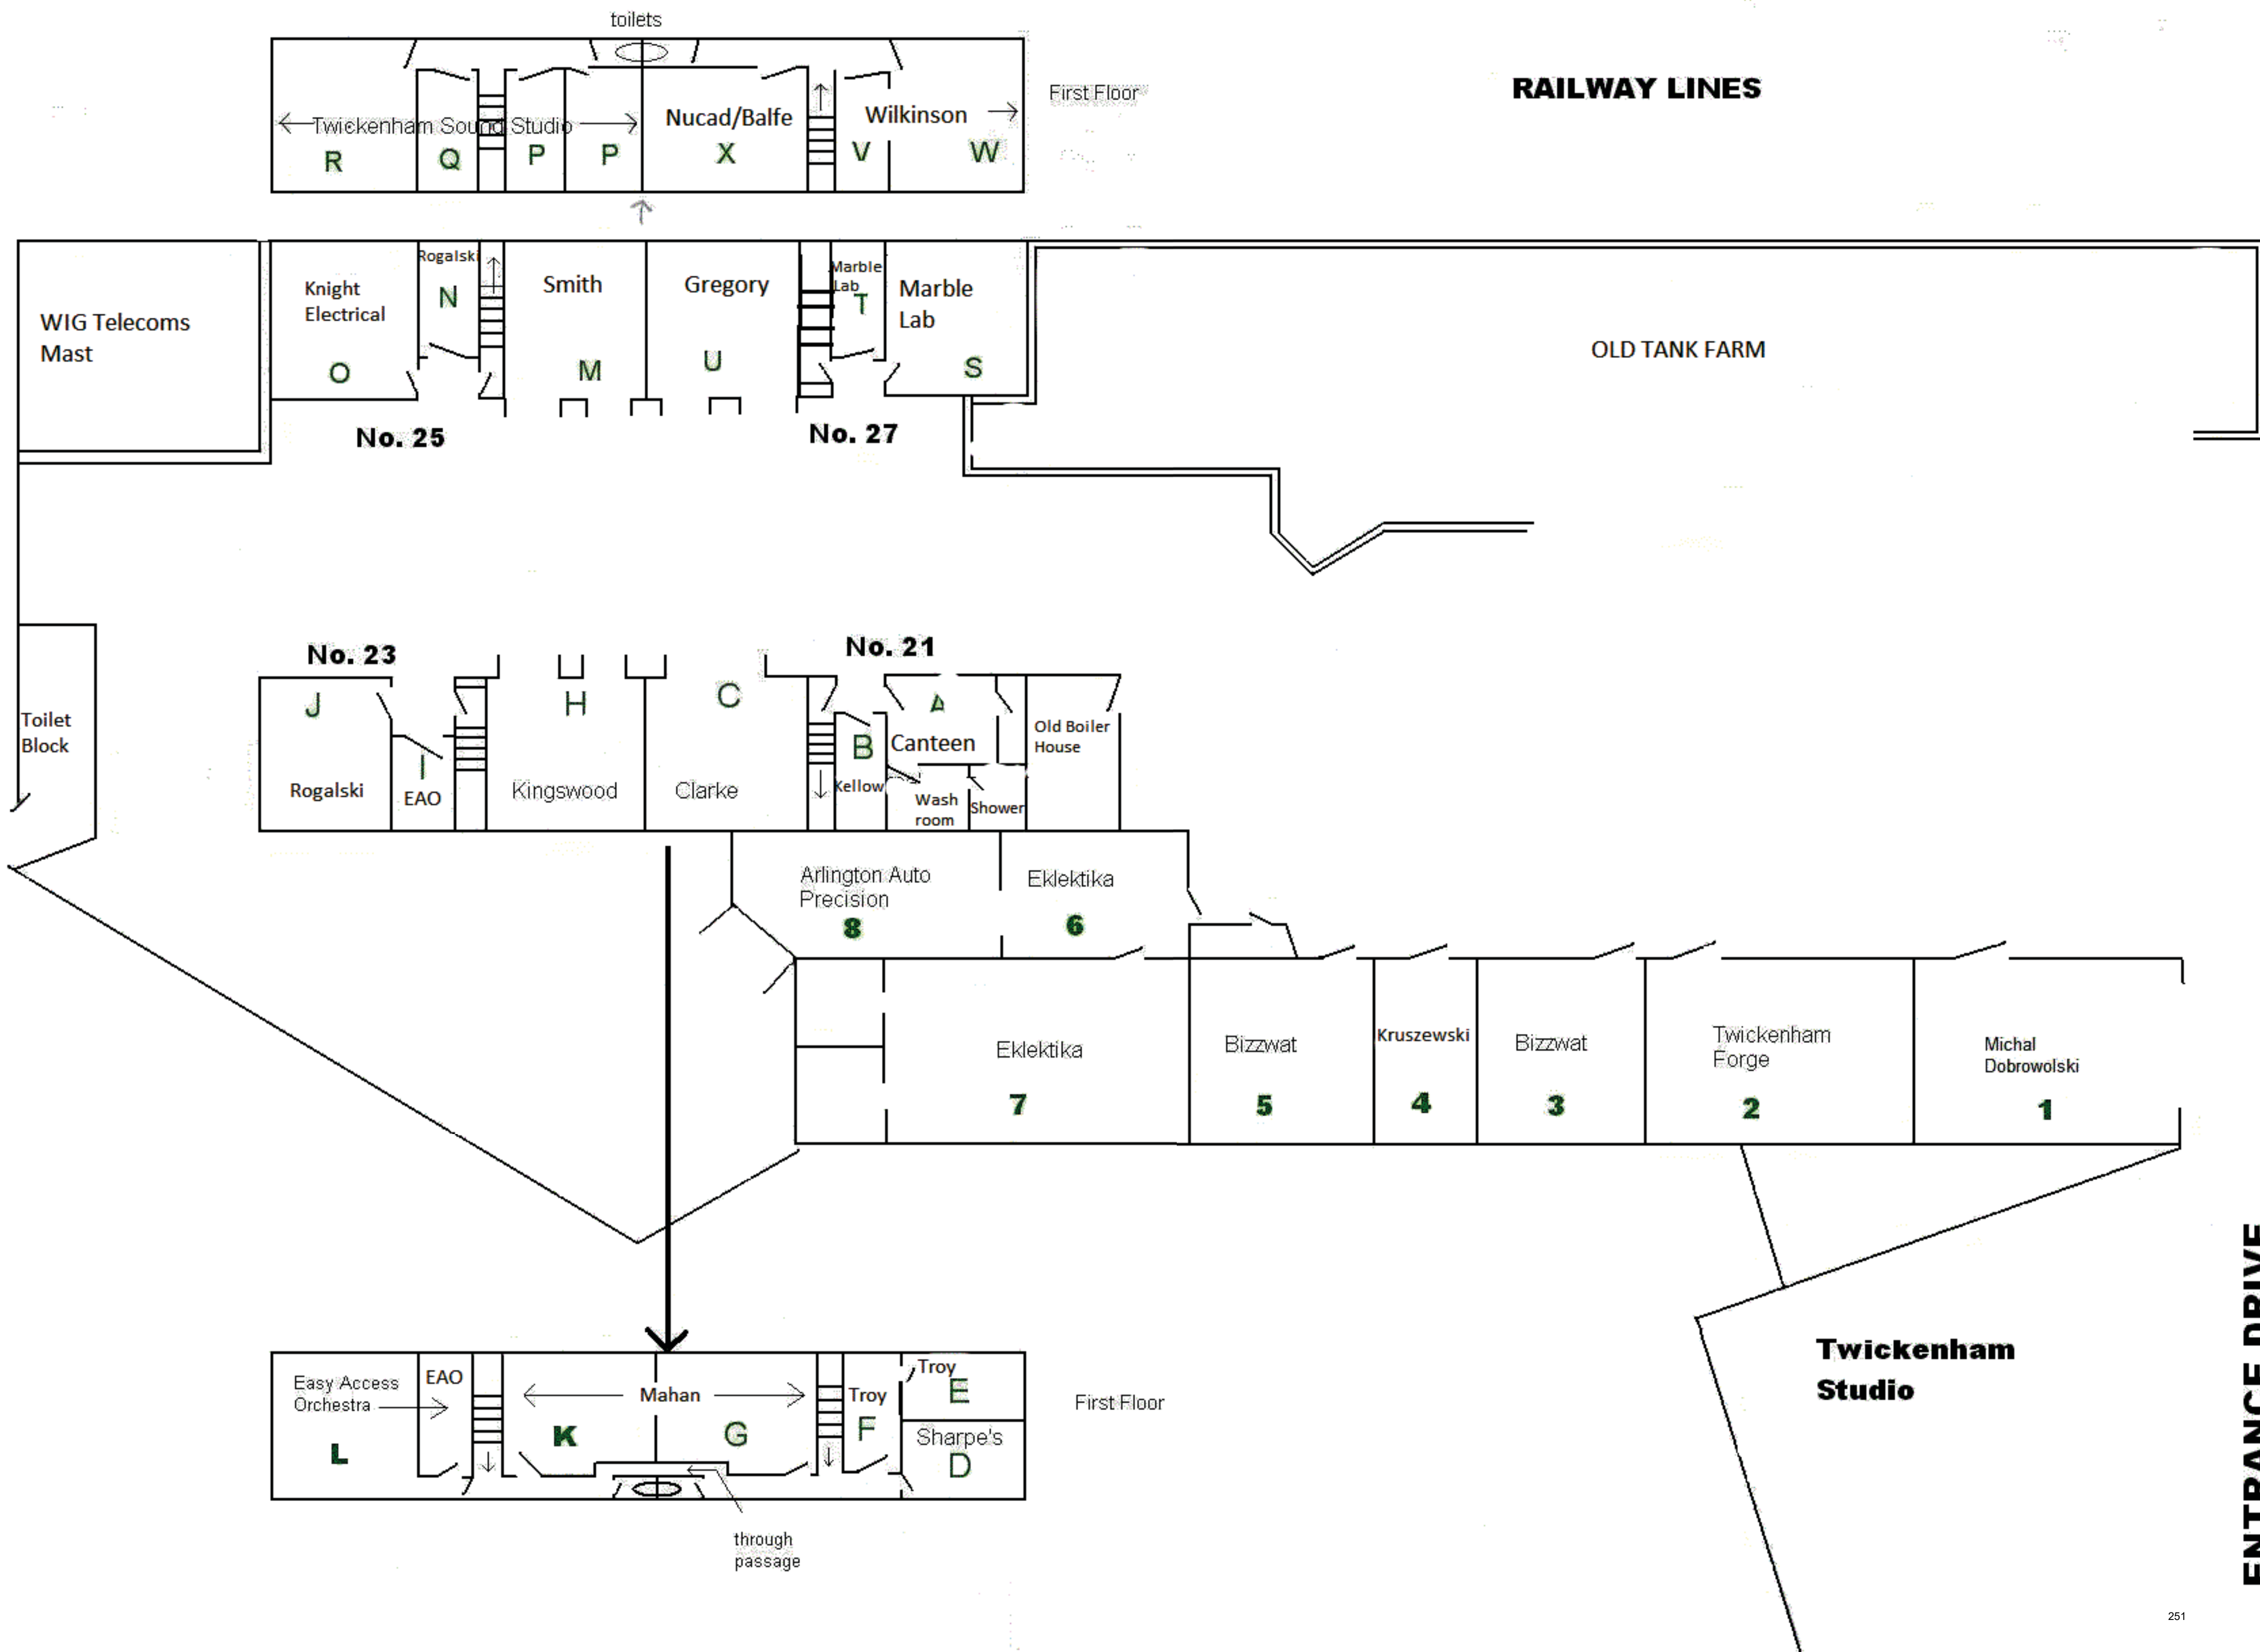 toilets
RAILWAY LINES
First Floor
Twickenham Sound Studio
Nucad/Balfe
Wilkinson
R
Q
P
P
X
V
W
WIG Telecoms
Mast
Knight
Electrical
O
Rogalski
N
Smith
M
Gregory
U
Marble
Lab
T
Marble
Lab
S
OLD TANK FARM
No. 25
No. 27
No. 23
No. 21
Toilet
Block
J
Rogalski
I
EAO
H
Kingswood
C
Clarke
B
Kellow
A
Canteen
Wash
room
Shower
Old Boiler
House
Arlington Auto
Precision
8
Eklektika
6
Eklektika
7
Bizzwat
5
Kruszewski
4
Bizzwat
3
Twickenham
Forge
2
Michal
Dobrowolski
1
Easy Access
Orchestra
L
EAO
Mahan
K
G
Troy
F
Troy
E
Sharpe's
D
First Floor
through
passage
Twickenham
Studio
ENTRANCE DRIVE
251